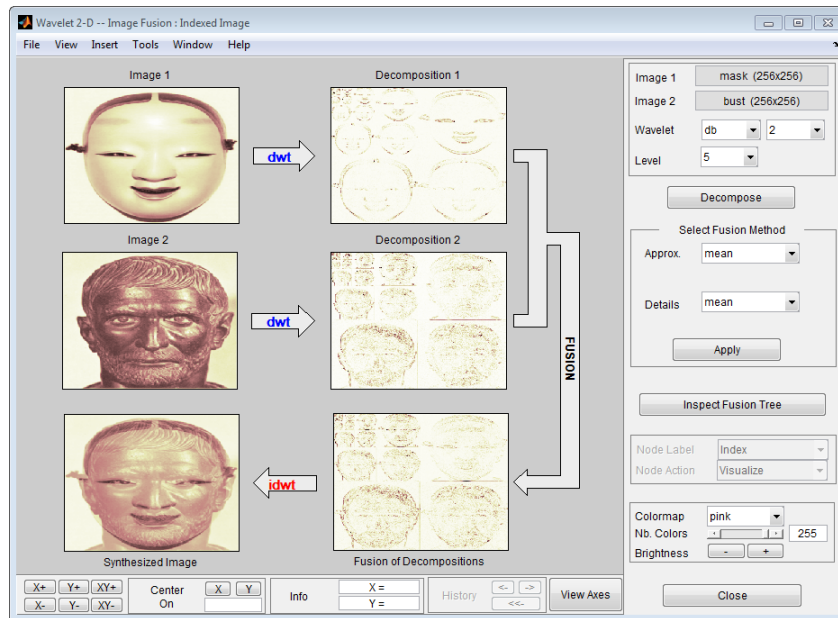 Wavelet 2-D -- Image Fusion : Indexed Image
File View Insert Tools Window Help
Image 1
Decomposition 1
dwt
Image 2
Decomposition 2
dwt
FUSION
idwt
Synthesized Image
Fusion of Decompositions
Image 1 mask (256x256)
Image 2 bust (256x256)
Wavelet db 2
Level 5
Decompose
Select Fusion Method
Approx. mean
Details mean
Apply
Inspect Fusion Tree
Node Label Index
Node Action Visualize
Colormap pink
Nb. Colors 255
Brightness - +
Close
X+ Y+ XY+
X- Y- XY-
Center
On
X Y
Info
X =
Y =
History
<- ->
<<-
View Axes